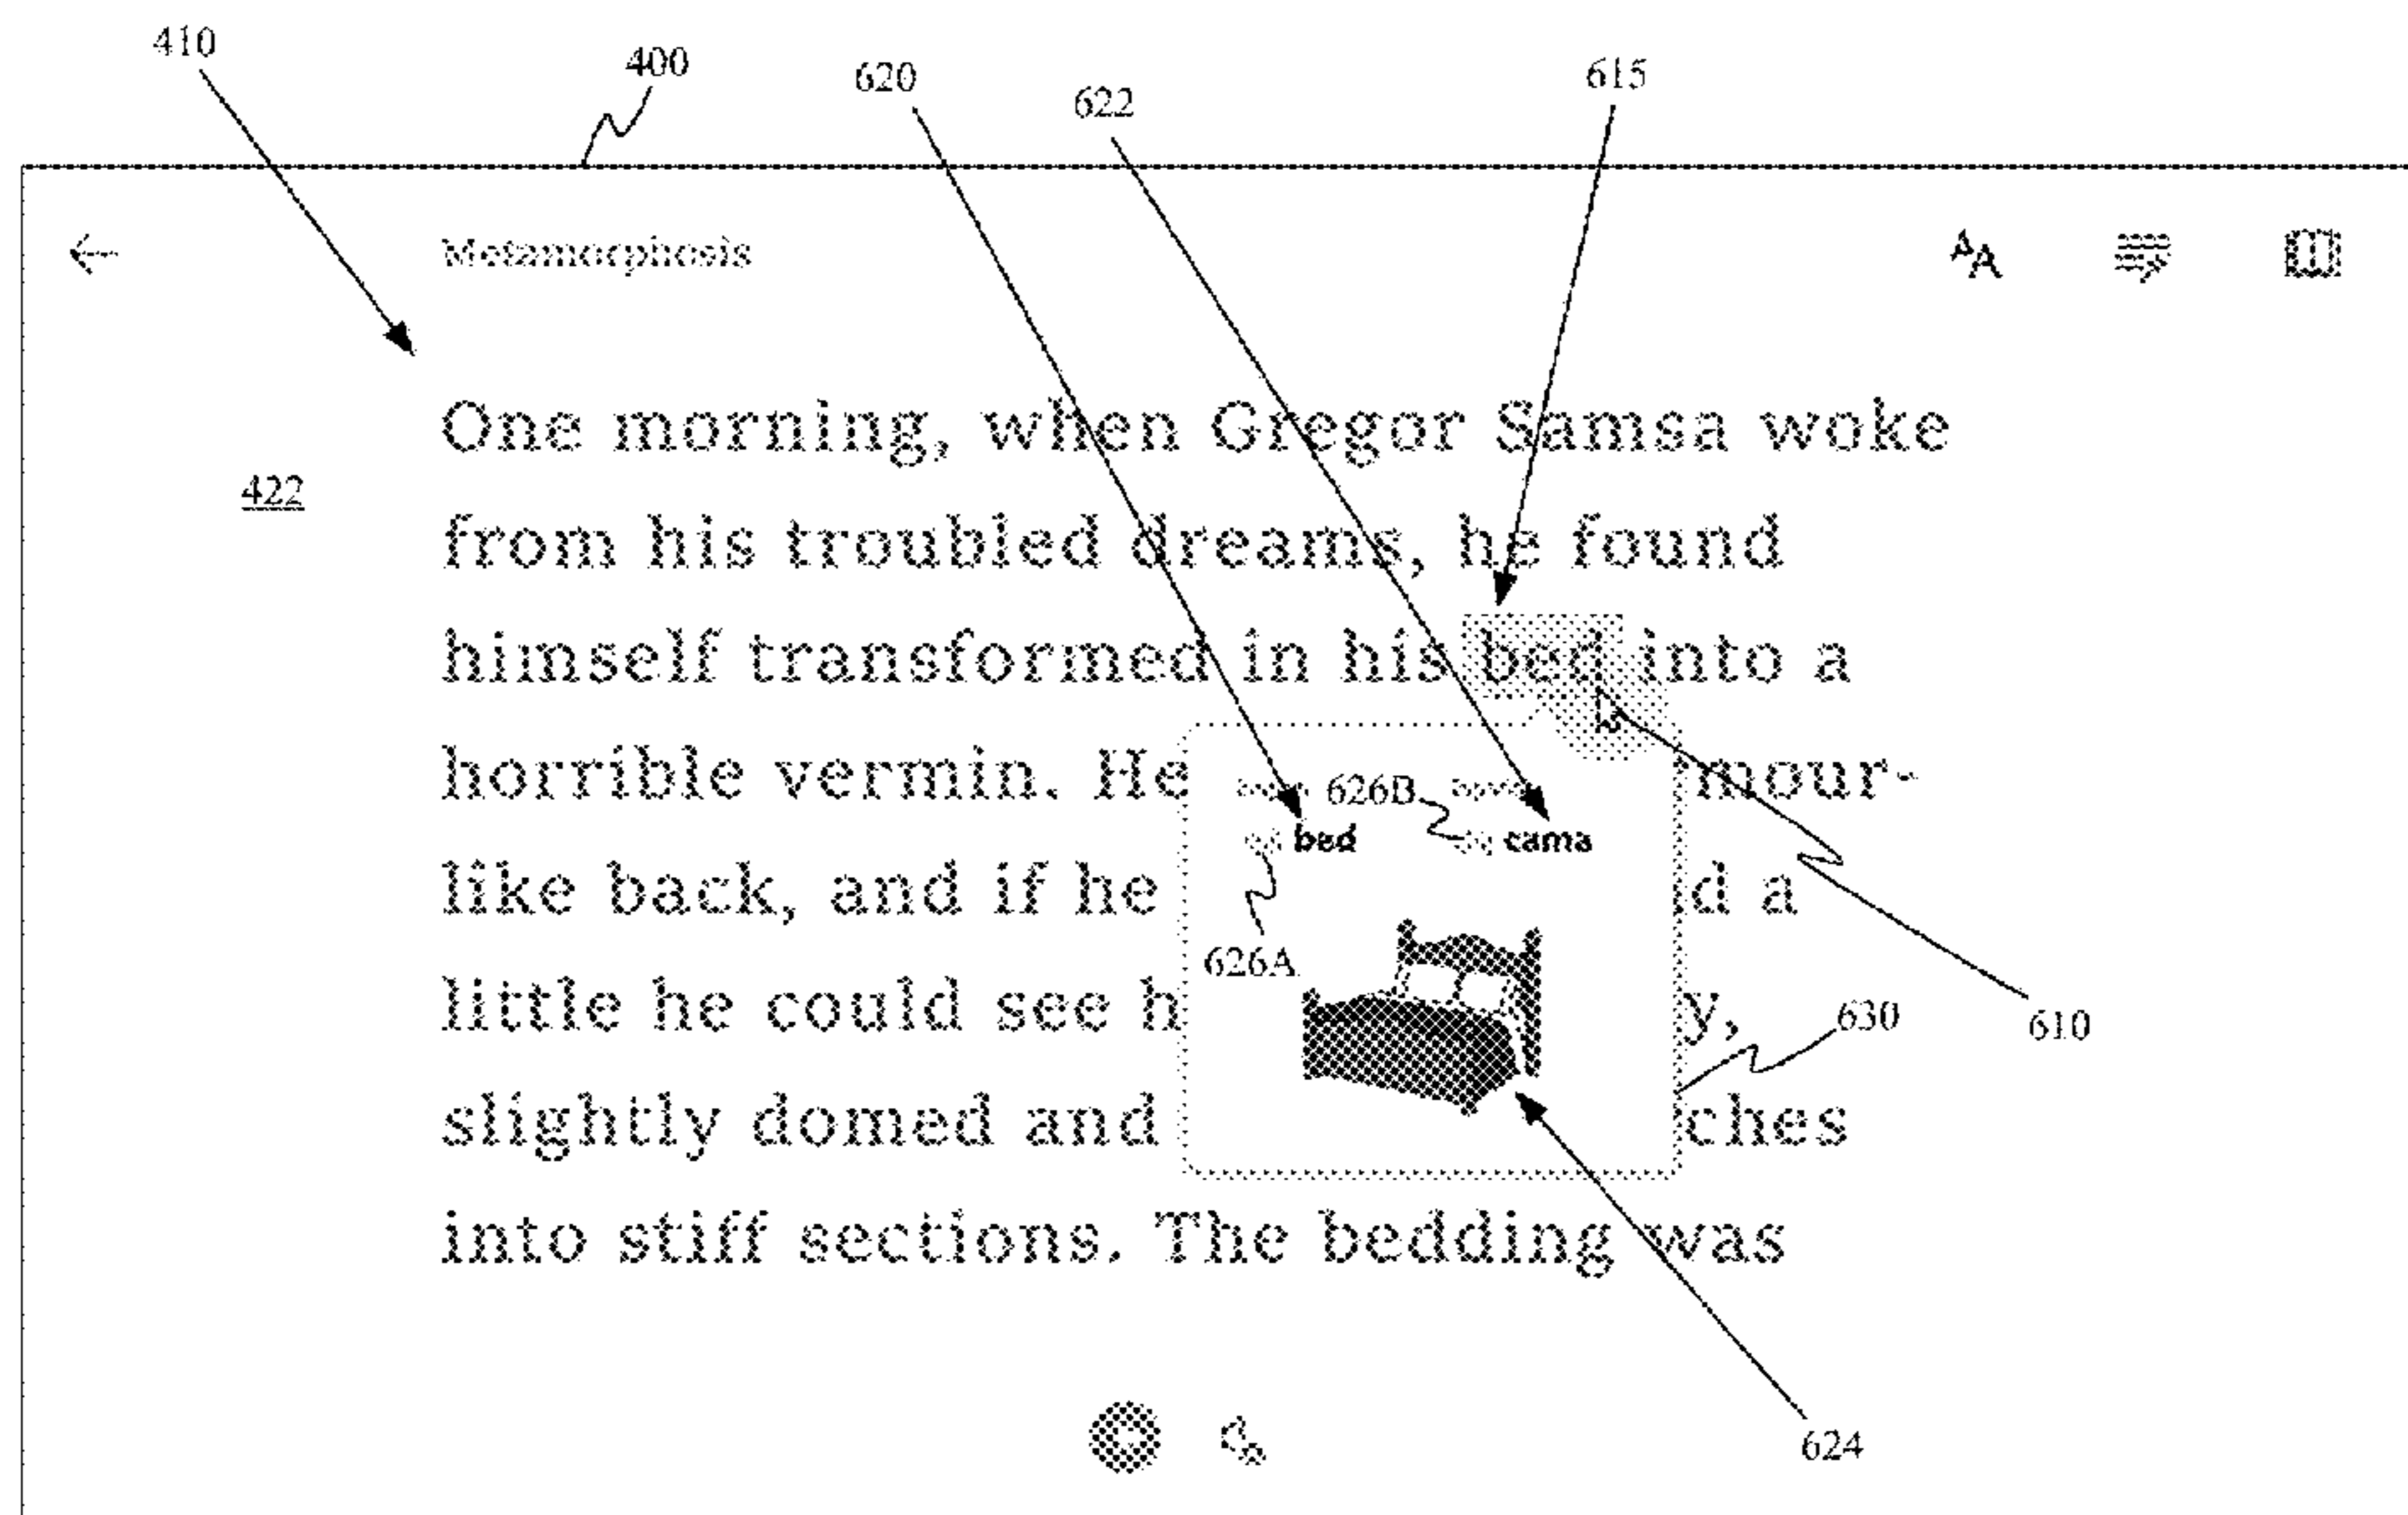 410
400
620
622
615
Metamorphosis
AA
One morning, when Gregor Samsa woke
422
from his troubled dreams, he found
himself transformed in his bed into a
horrible vermin. He mour-
626B
bed cama
like back, and if he d a
626A
little he could see h y,
630
610
slightly domed and ches
into stiff sections. The bedding was
624